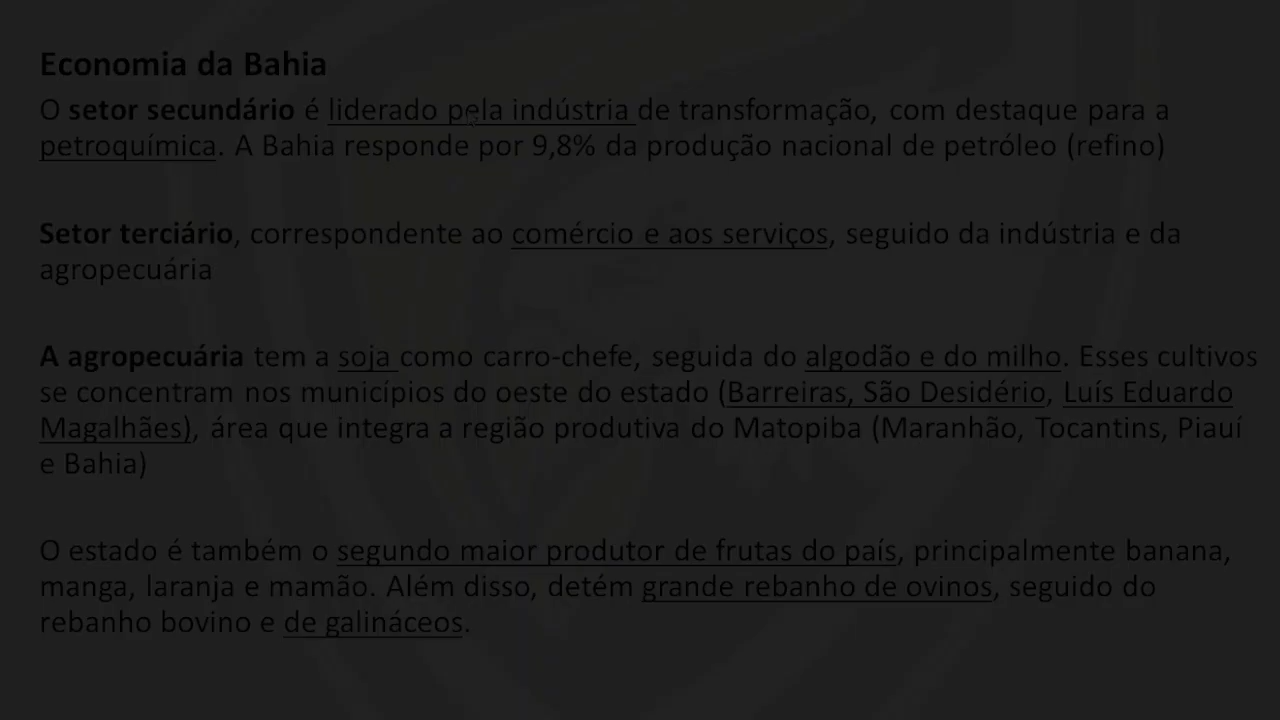 Economia da Bahia
O setor secundário é liderado pela indústria de transformação, com destaque para a
petroquímica. A Bahia responde por 9,8% da produção nacional de petróleo (refino)
Setor terciário, correspondente ao comércio e aos serviços, seguido da indústria e da
agropecuária
A agropecuária tem a soja como carro-chefe, seguida do algodão e do milho. Esses cultivos
se concentram nos municípios do oeste do estado (Barreiras, São Desidério, Luís Eduardo
Magalhães), área que integra a região produtiva do Matopiba (Maranhão, Tocantins, Piauí
e Bahia)
O estado é também o segundo maior produtor de frutas do país, principalmente banana,
manga, laranja e mamão. Além disso, detém grande rebanho de ovinos, seguido do
rebanho bovino e de galináceos.